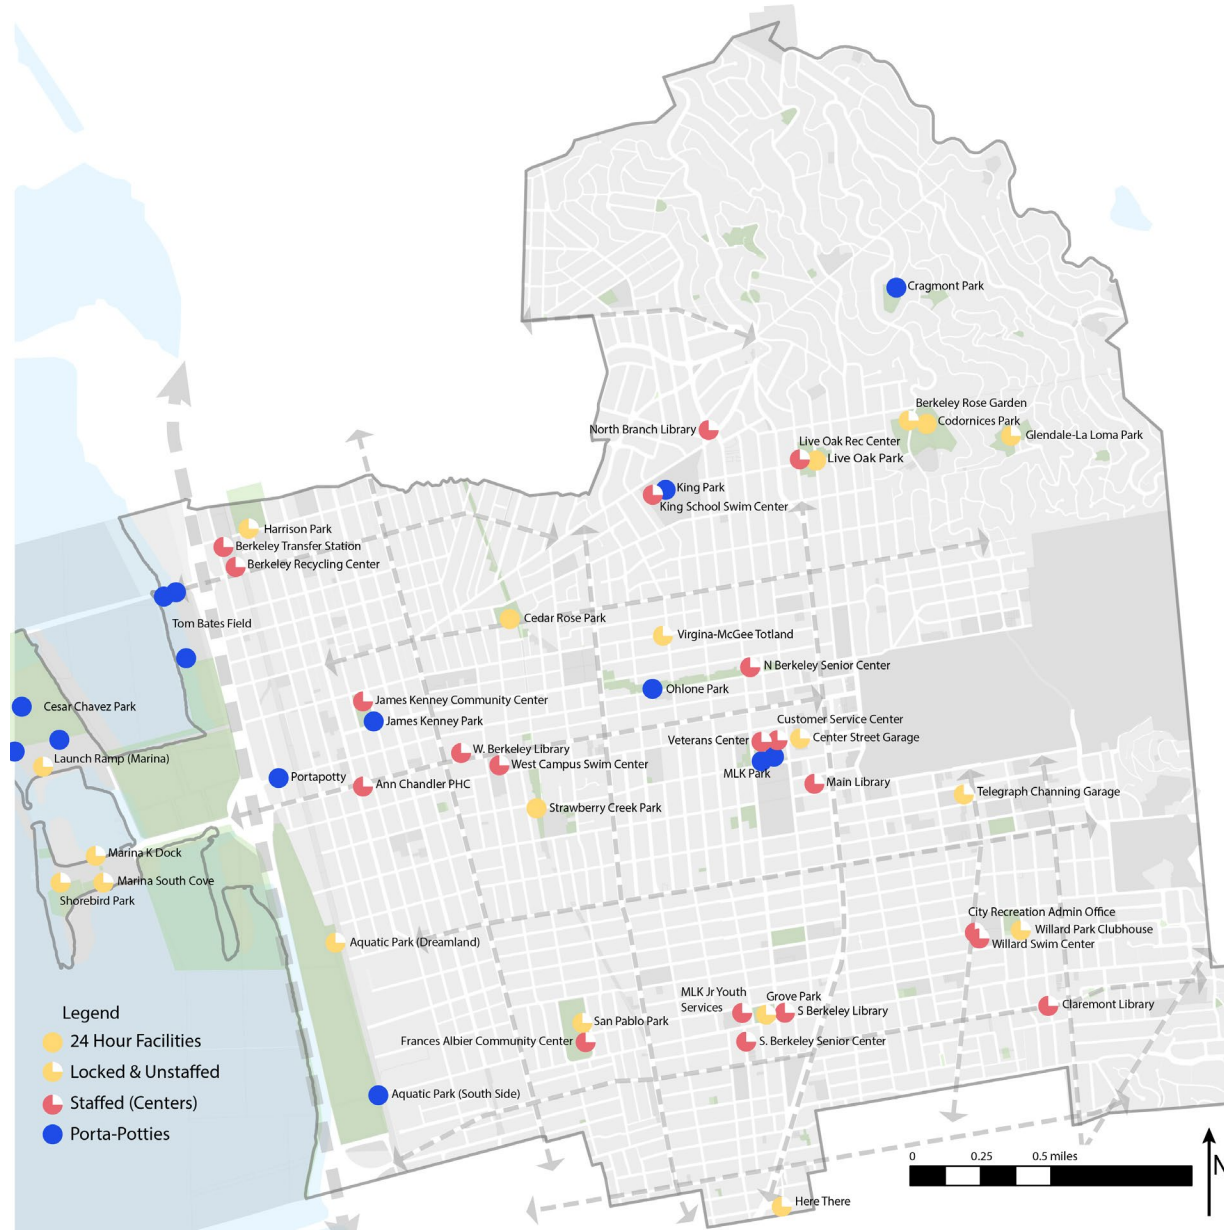 Cragmont Park
Berkeley Rose Garden
Codornices Park
North Branch Library
Glendale-La Loma Park
Live Oak Rec Center
Live Oak Park
King Park
King School Swim Center
Harrison Park
Berkeley Transfer Station
Berkeley Recycling Center
Tom Bates Field
Cedar Rose Park
Virgina-McGee Totland
N Berkeley Senior Center
Ohlone Park
Cesar Chavez Park
James Kenney Community Center
James Kenney Park
Customer Service Center
Veterans Center
Center Street Garage
W. Berkeley Library
West Campus Swim Center
Launch Ramp (Marina)
Portapotty
Ann Chandler PHC
MLK Park
Main Library
Telegraph Channing Garage
Strawberry Creek Park
Marina K Dock
Marina South Cove
Shorebird Park
City Recreation Admin Office
Willard Park Clubhouse
Willard Swim Center
Aquatic Park (Dreamland)
MLK Jr Youth
Services
Grove Park
S Berkeley Library
Claremont Library
San Pablo Park
Frances Albier Community Center
S. Berkeley Senior Center
Aquatic Park (South Side)
Legend
24 Hour Facilities
Locked & Unstaffed
Staffed (Centers)
Porta-Potties
0 0.25 0.5 miles
N
Here There